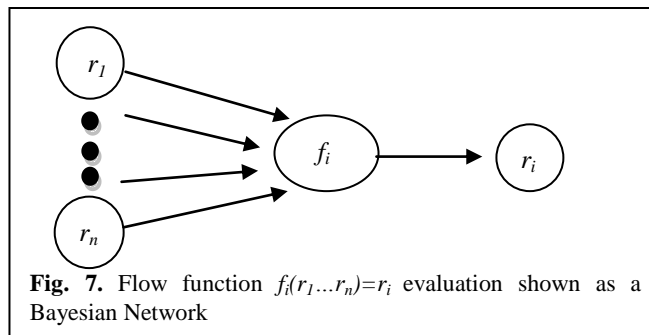 r1
fi
ri
rn
Fig. 7. Flow function fi(r1...rn)=ri evaluation shown as a
Bayesian Network